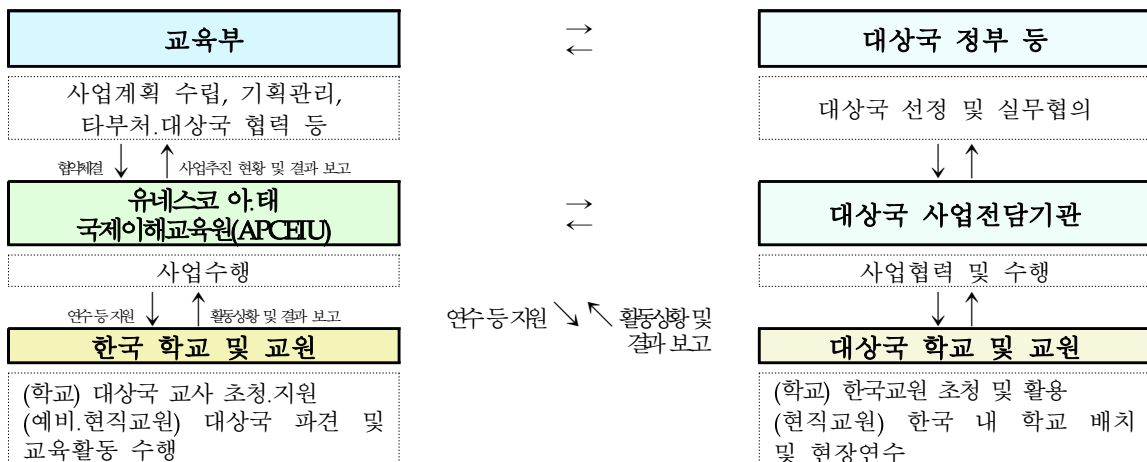 교육부
→
←
대상국 정부 등
사업계획 수립, 기획관리,
타부처.대상국 협력 등
대상국 선정 및 실무협의
협약체결 ↓ ↑ 사업추진 현황 및 결과 보고
↓ ↑
유네스코 아.태
국제이해교육원(APCEIU)
→
←
대상국 사업전담기관
사업수행
사업협력 및 수행
연수 등 지원 ↓ ↑ 활동상황 및 결과 보고
연수 등 지원 ↘ ↖ 활동상황 및
결과 보고
↓ ↑
한국 학교 및 교원
대상국 학교 및 교원
(학교) 대상국 교사 초청.지원
(예비.현직교원) 대상국 파견 및
교육활동 수행
(학교) 한국교원 초청 및 활용
(현직교원) 한국 내 학교 배치
및 현장연수